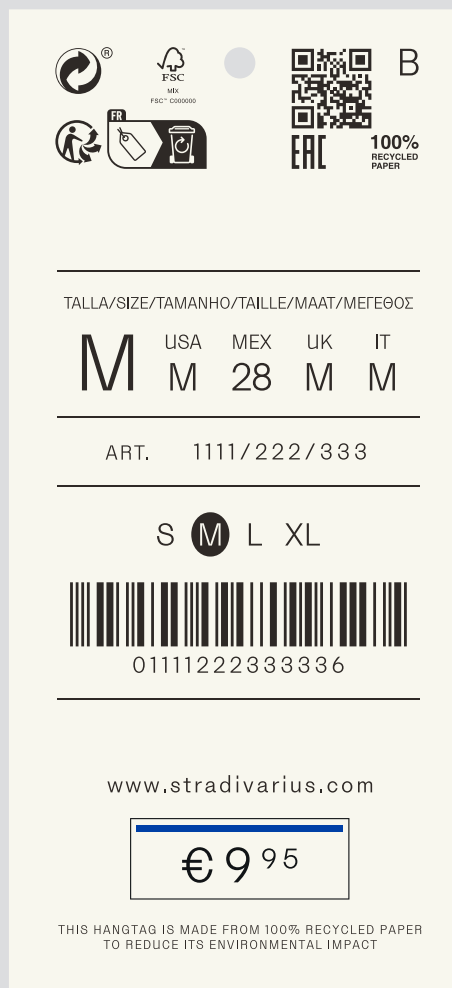 ®
FSC
MIX
FSC™ C000000
B
FR
EAC
100%
RECYCLED
PAPER
TALLA/SIZE/TAMANHO/TAILLE/MAAT/ΜΕΓΕΘΟΣ
M USA MEX UK IT
M 28 M M
ART. 1111/222/333
S M L XL
01111222333336
www.stradivarius.com
€9 95
THIS HANGTAG IS MADE FROM 100% RECYCLED PAPER
TO REDUCE ITS ENVIRONMENTAL IMPACT